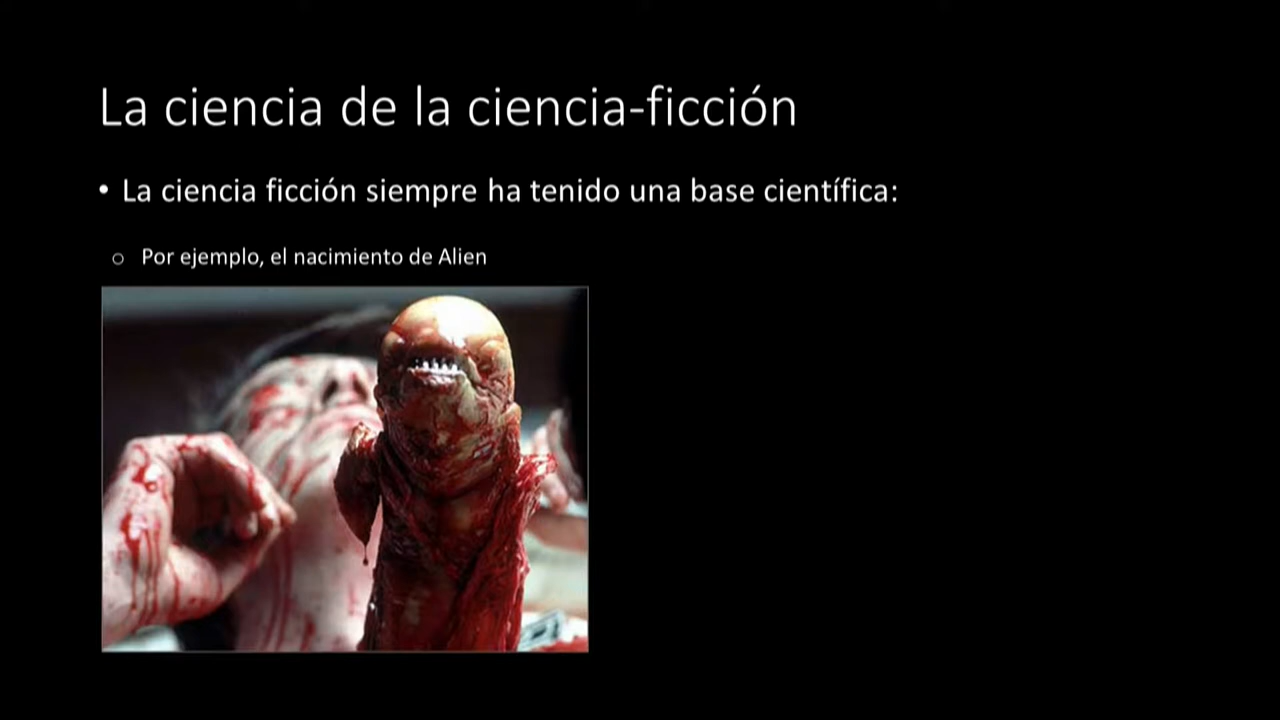 La ciencia de la ciencia-ficción
• La ciencia ficción siempre ha tenido una base científica:
○ Por ejemplo, el nacimiento de Alien